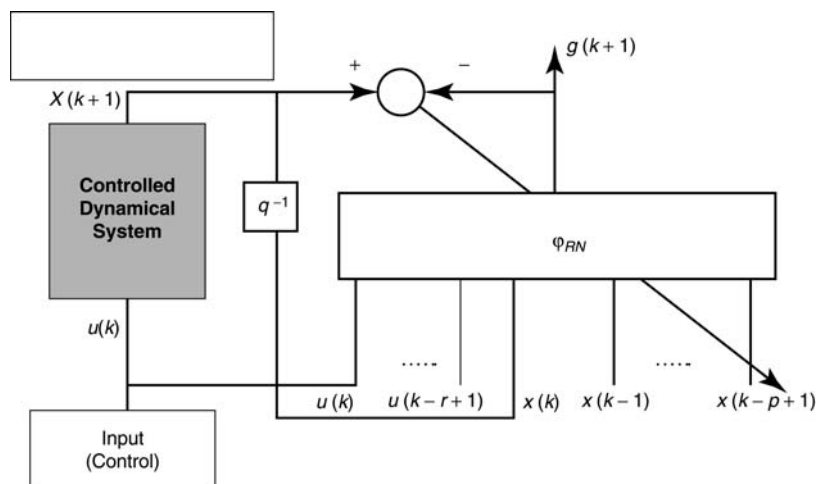 g (k+1)
+
−
X (k+1)
Controlled
Dynamical
System
q⁻¹
φRN
u(k)
.....
.....
u (k)
u (k−r+1)
x (k)
x (k−1)
x (k−p+1)
Input
(Control)